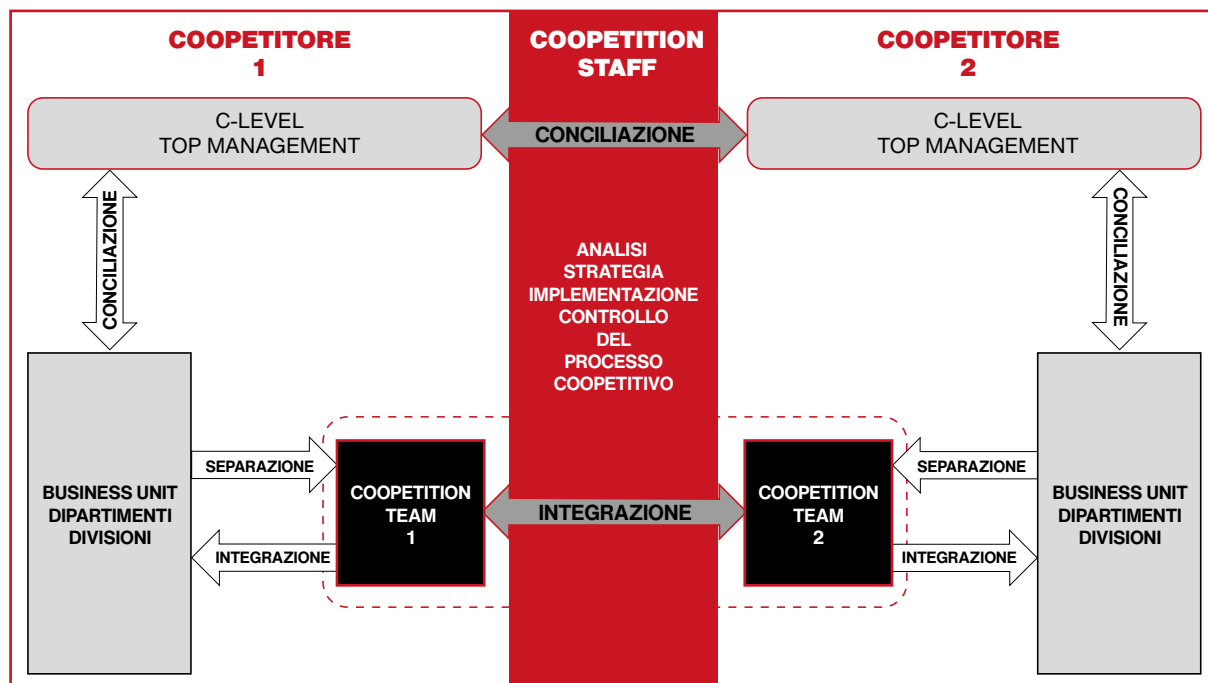 COOPETITORE
1
COOPETITION
STAFF
COOPETITORE
2
C-LEVEL
TOP MANAGEMENT
CONCILIAZIONE
C-LEVEL
TOP MANAGEMENT
CONCILIAZIONE
CONCILIAZIONE
ANALISI
STRATEGIA
IMPLEMENTAZIONE
CONTROLLO
DEL
PROCESSO
COOPETITIVO
BUSINESS UNIT
DIPARTIMENTI
DIVISIONI
SEPARAZIONE
INTEGRAZIONE
COOPETITION
TEAM
1
INTEGRAZIONE
COOPETITION
TEAM
2
SEPARAZIONE
INTEGRAZIONE
BUSINESS UNIT
DIPARTIMENTI
DIVISIONI